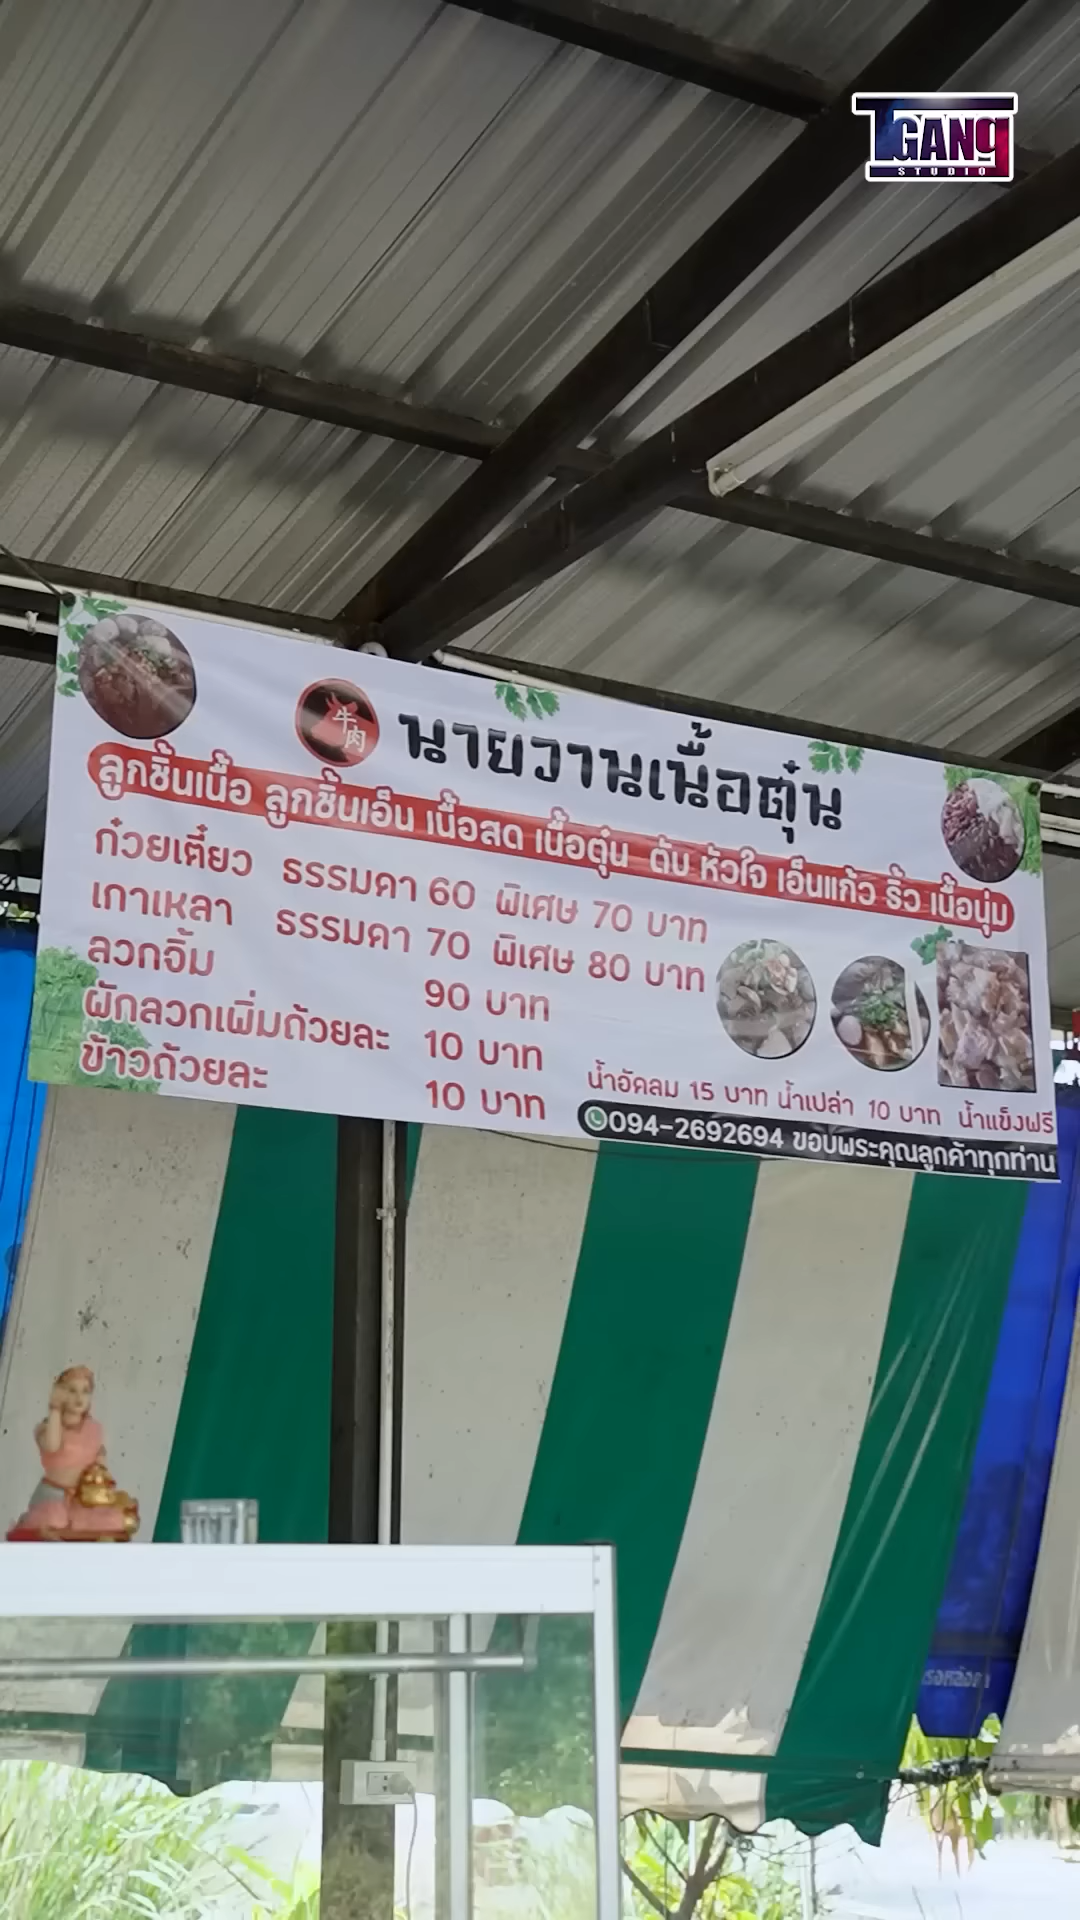 TGANG
STUDIO
牛肉
นายวานเนื้อตุ๋น
ลูกชิ้นเนื้อ ลูกชิ้นเอ็น เนื้อสด เนื้อตุ๋น ตับ หัวใจ เอ็นแก้ว ริ้ว เนื้อนุ่ม
ก๋วยเตี๋ยว ธรรมดา 60 พิเศษ 70 บาท
เกาเหลา ธรรมดา 70 พิเศษ 80 บาท
ลวกจิ้ม 90 บาท
ผักลวกเพิ่มถ้วยละ 10 บาท
ข้าวถ้วยละ 10 บาท
น้ำอัดลม 15 บาท น้ำเปล่า 10 บาท น้ำแข็งฟรี
094-2692694 ขอบพระคุณลูกค้าทุกท่าน